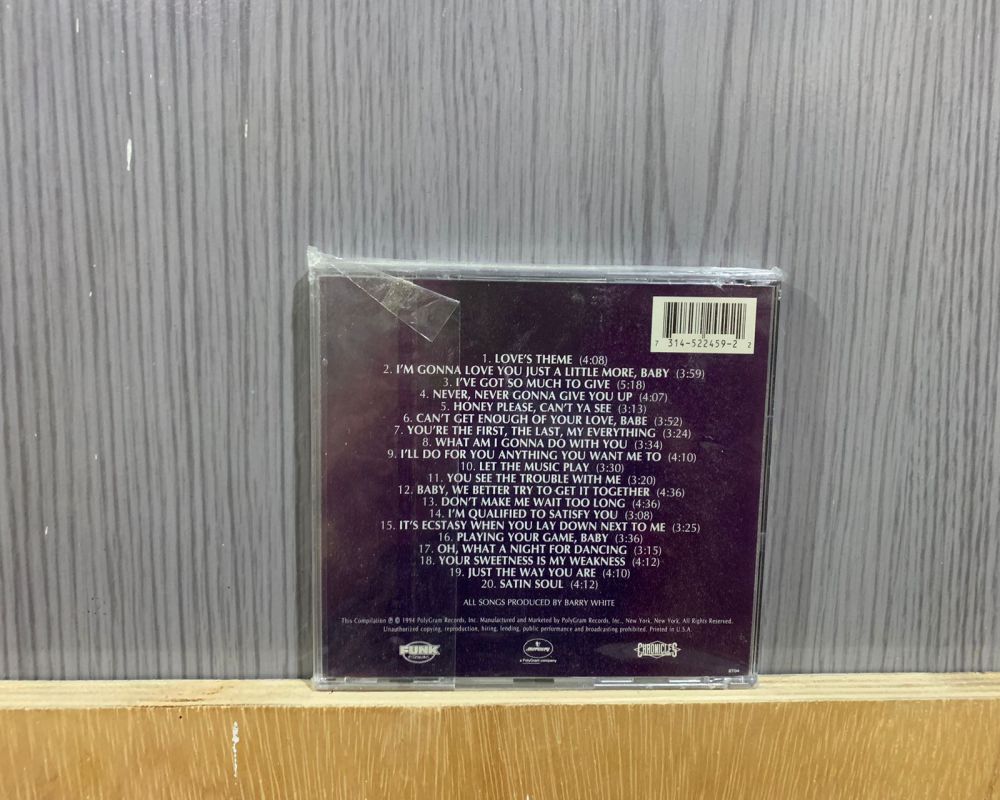 8
7 314-522459-2 2
1. LOVE'S THEME (4:08)
2. I'M GONNA LOVE YOU JUST A LITTLE MORE, BABY (3:59)
3. I'VE GOT SO MUCH TO GIVE (5:18)
4. NEVER, NEVER GONNA GIVE YOU UP (4:07)
5. HONEY PLEASE, CAN'T YA SEE (3:13)
6. CAN'T GET ENOUGH OF YOUR LOVE, BABE (3:52)
7. YOU'RE THE FIRST, THE LAST, MY EVERYTHING (3:24)
8. WHAT AM I GONNA DO WITH YOU (3:34)
9. I'LL DO FOR YOU ANYTHING YOU WANT ME TO (4:10)
10. LET THE MUSIC PLAY (3:30)
11. YOU SEE THE TROUBLE WITH ME (3:20)
12. BABY, WE BETTER TRY TO GET IT TOGETHER (4:36)
13. DON'T MAKE ME WAIT TOO LONG (4:36)
14. I'M QUALIFIED TO SATISFY YOU (3:08)
15. IT'S ECSTASY WHEN YOU LAY DOWN NEXT TO ME (3:25)
16. PLAYING YOUR GAME, BABY (3:36)
17. OH, WHAT A NIGHT FOR DANCING (3:15)
18. YOUR SWEETNESS IS MY WEAKNESS (4:12)
19. JUST THE WAY YOU ARE (4:10)
20. SATIN SOUL (4:12)
ALL SONGS PRODUCED BY BARRY WHITE
This Compilation ℗ © 1994 PolyGram Records, Inc. Manufactured and Marketed by PolyGram Records, Inc., New York, New York. All Rights Reserved.
Unauthorized copying, reproduction, hiring, lending, public performance and broadcasting prohibited. Printed in U.S.A.
FUNK
MERCURY
a PolyGram company
CHRONICLES